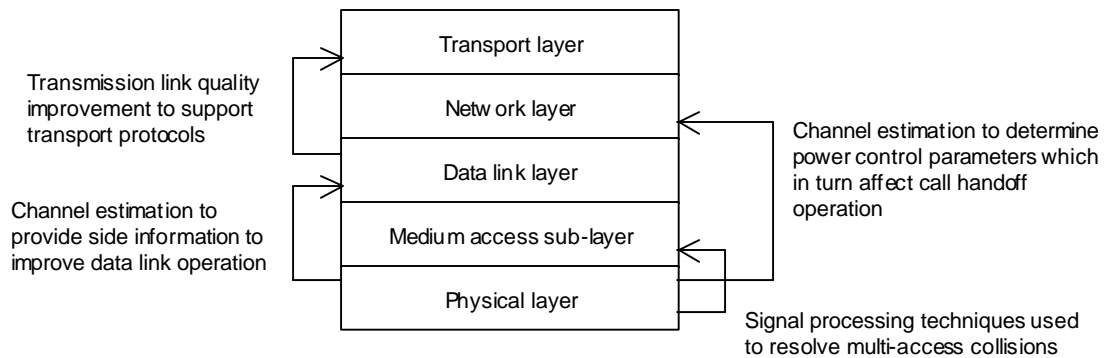 Transport layer
Transmission link quality
improvement to support
transport protocols
Network layer
Channel estimation to determine
power control parameters which
in turn affect call handoff
operation
Data link layer
Channel estimation to
provide side information to
improve data link operation
Medium access sub-layer
Physical layer
Signal processing techniques used
to resolve multi-access collisions